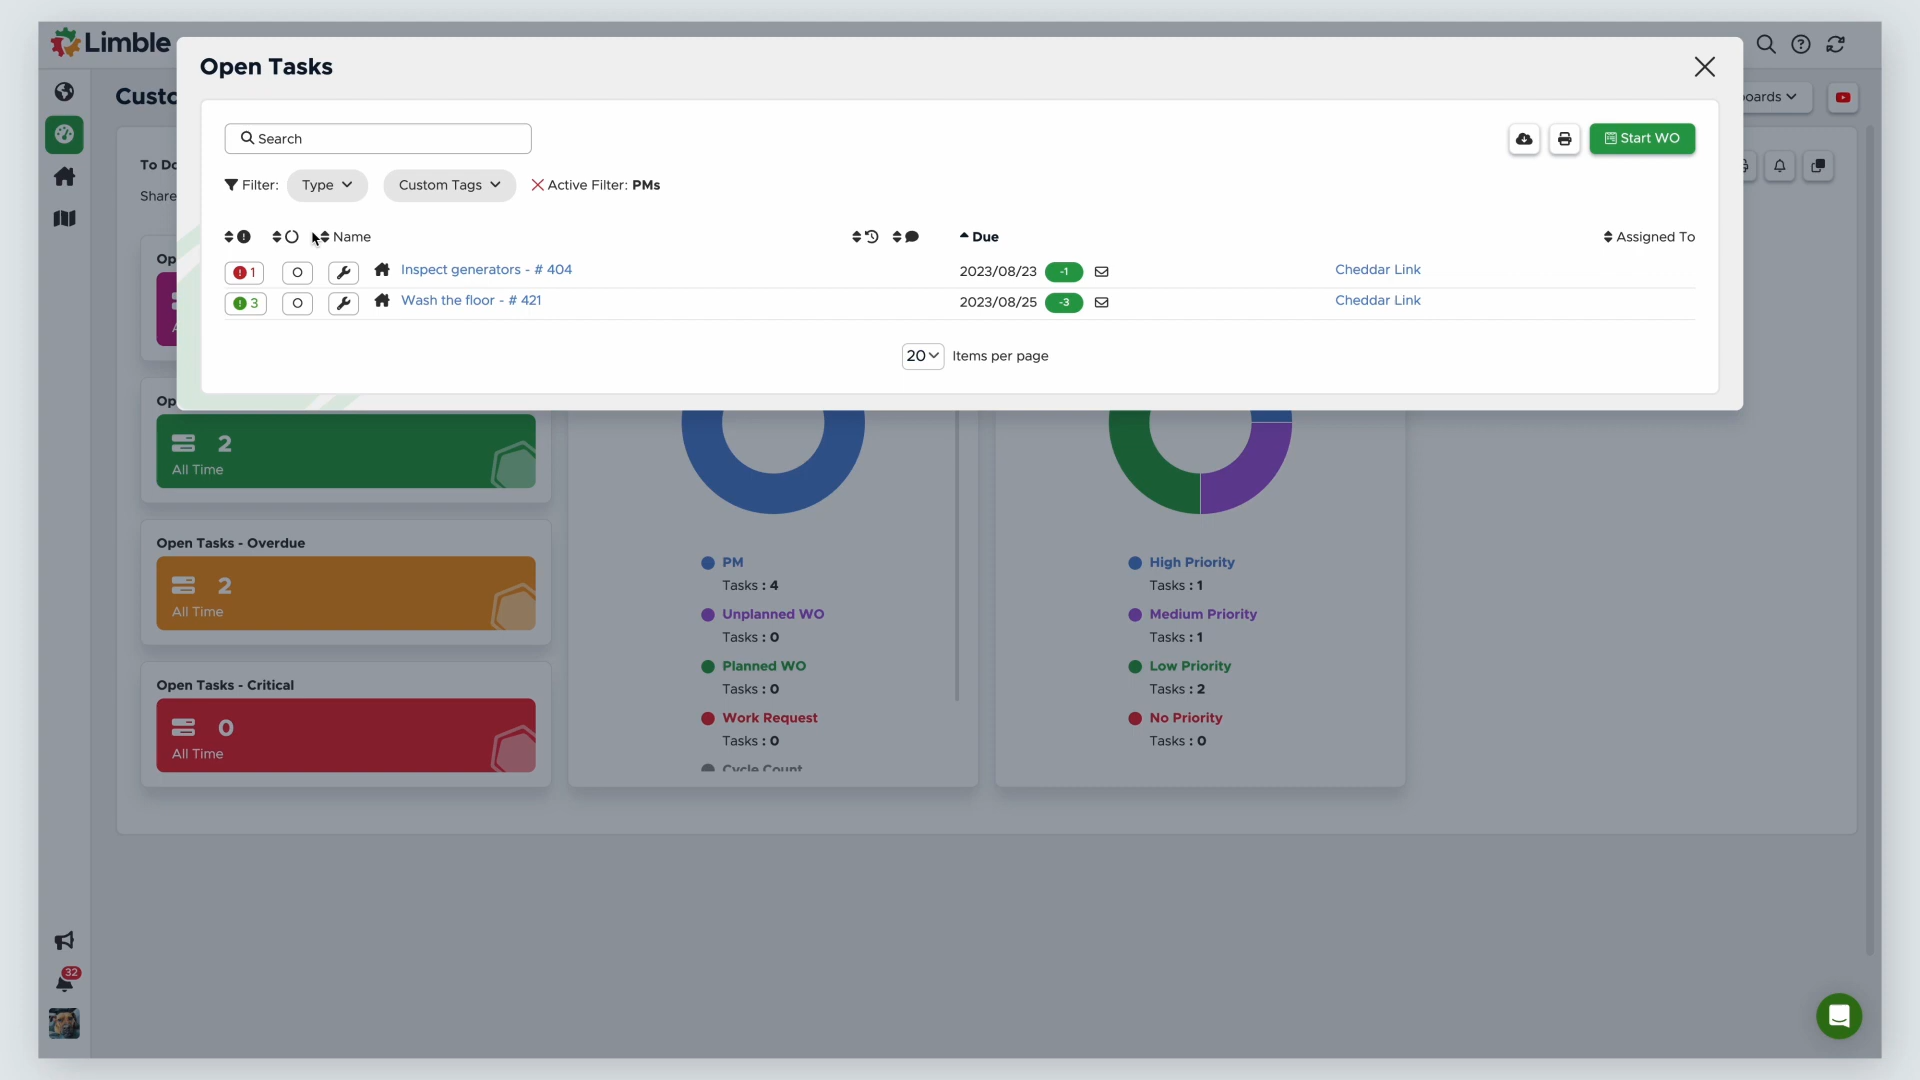 Limble
Open Tasks
Custo
boards
Search
Start WO
To Do
Share
Filter: Type Custom Tags Active Filter: PMs
Name Due Assigned To
Op
1 Inspect generators - # 404 2023/08/23 -1 Cheddar Link
3 Wash the floor - # 421 2023/08/25 -3 Cheddar Link
A
20 Items per page
Op
2
All Time
Open Tasks - Overdue
2
All Time
Open Tasks - Critical
0
All Time
PM
Tasks : 4
Unplanned WO
Tasks : 0
Planned WO
Tasks : 0
Work Request
Tasks : 0
Cycle Count
High Priority
Tasks : 1
Medium Priority
Tasks : 1
Low Priority
Tasks : 2
No Priority
Tasks : 0
32